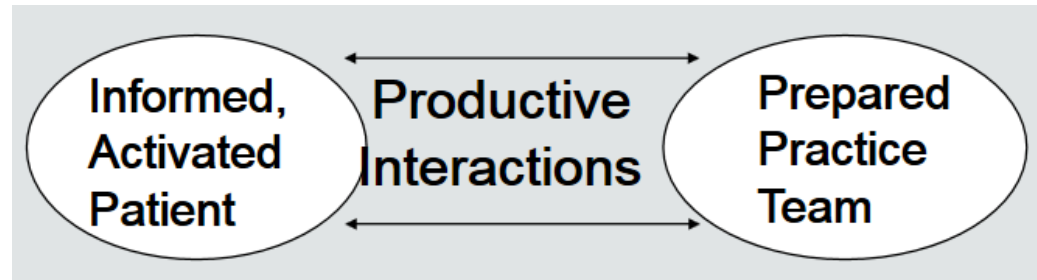 Informed,
Activated
Patient
Productive
Interactions
Prepared
Practice
Team